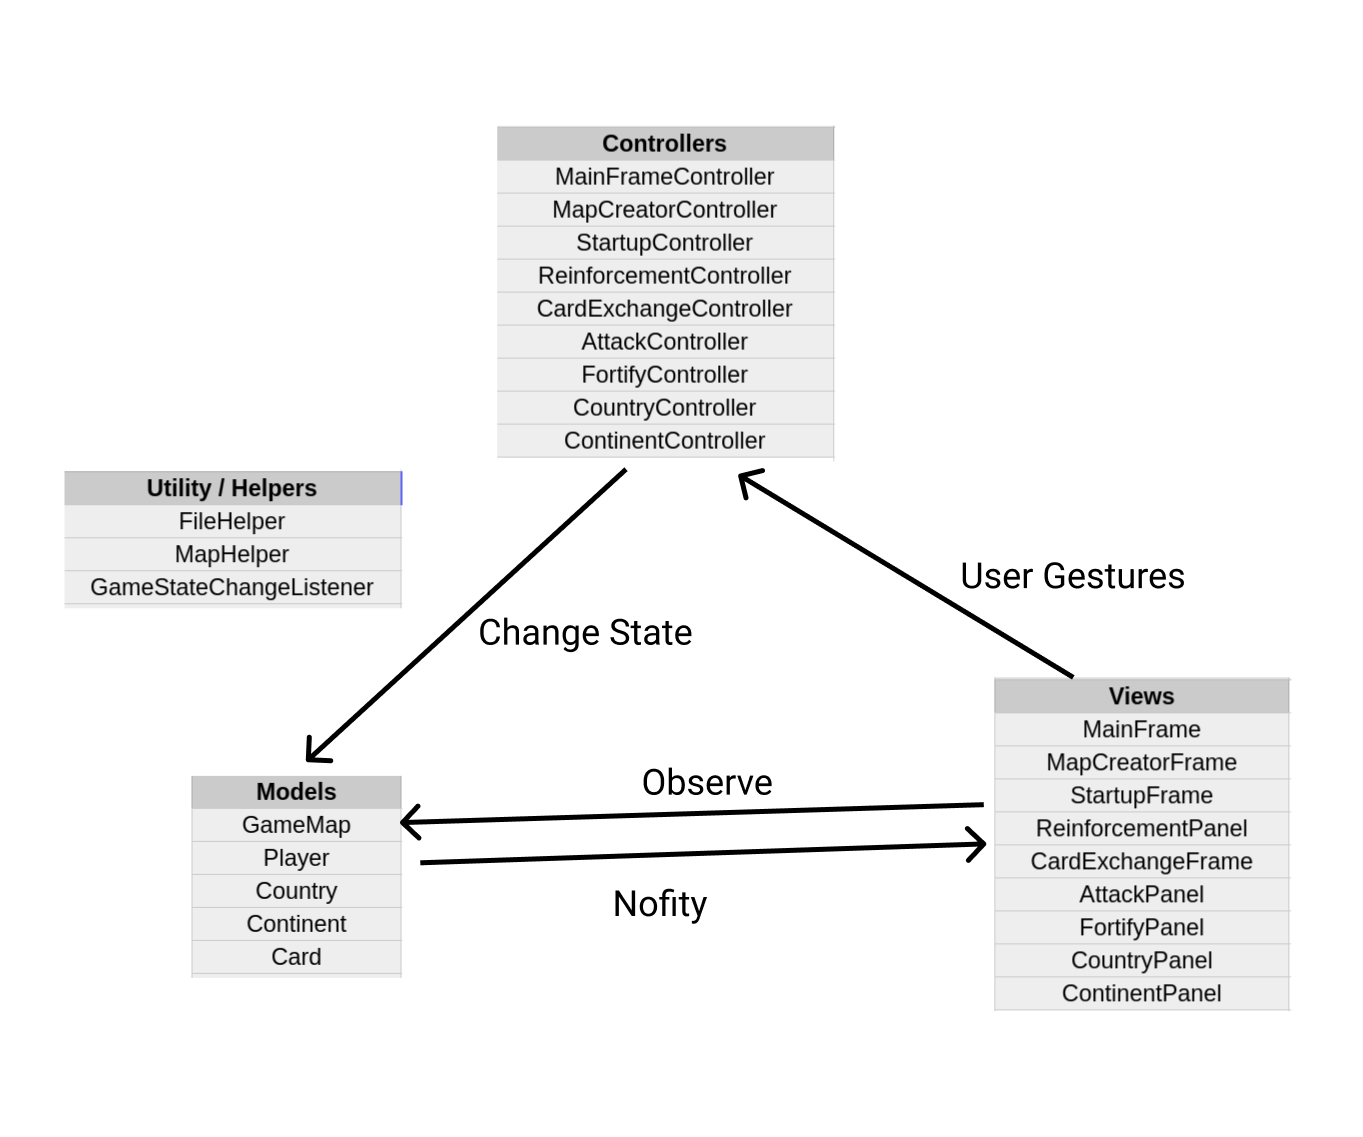 Controllers
MainFrameController
MapCreatorController
StartupController
ReinforcementController
CardExchangeController
AttackController
FortifyController
CountryController
ContinentController
Utility / Helpers
FileHelper
MapHelper
GameStateChangeListener
User Gestures
Change State
Views
MainFrame
MapCreatorFrame
StartupFrame
ReinforcementPanel
CardExchangeFrame
AttackPanel
FortifyPanel
CountryPanel
ContinentPanel
Observe
Models
GameMap
Player
Country
Continent
Card
Nofity